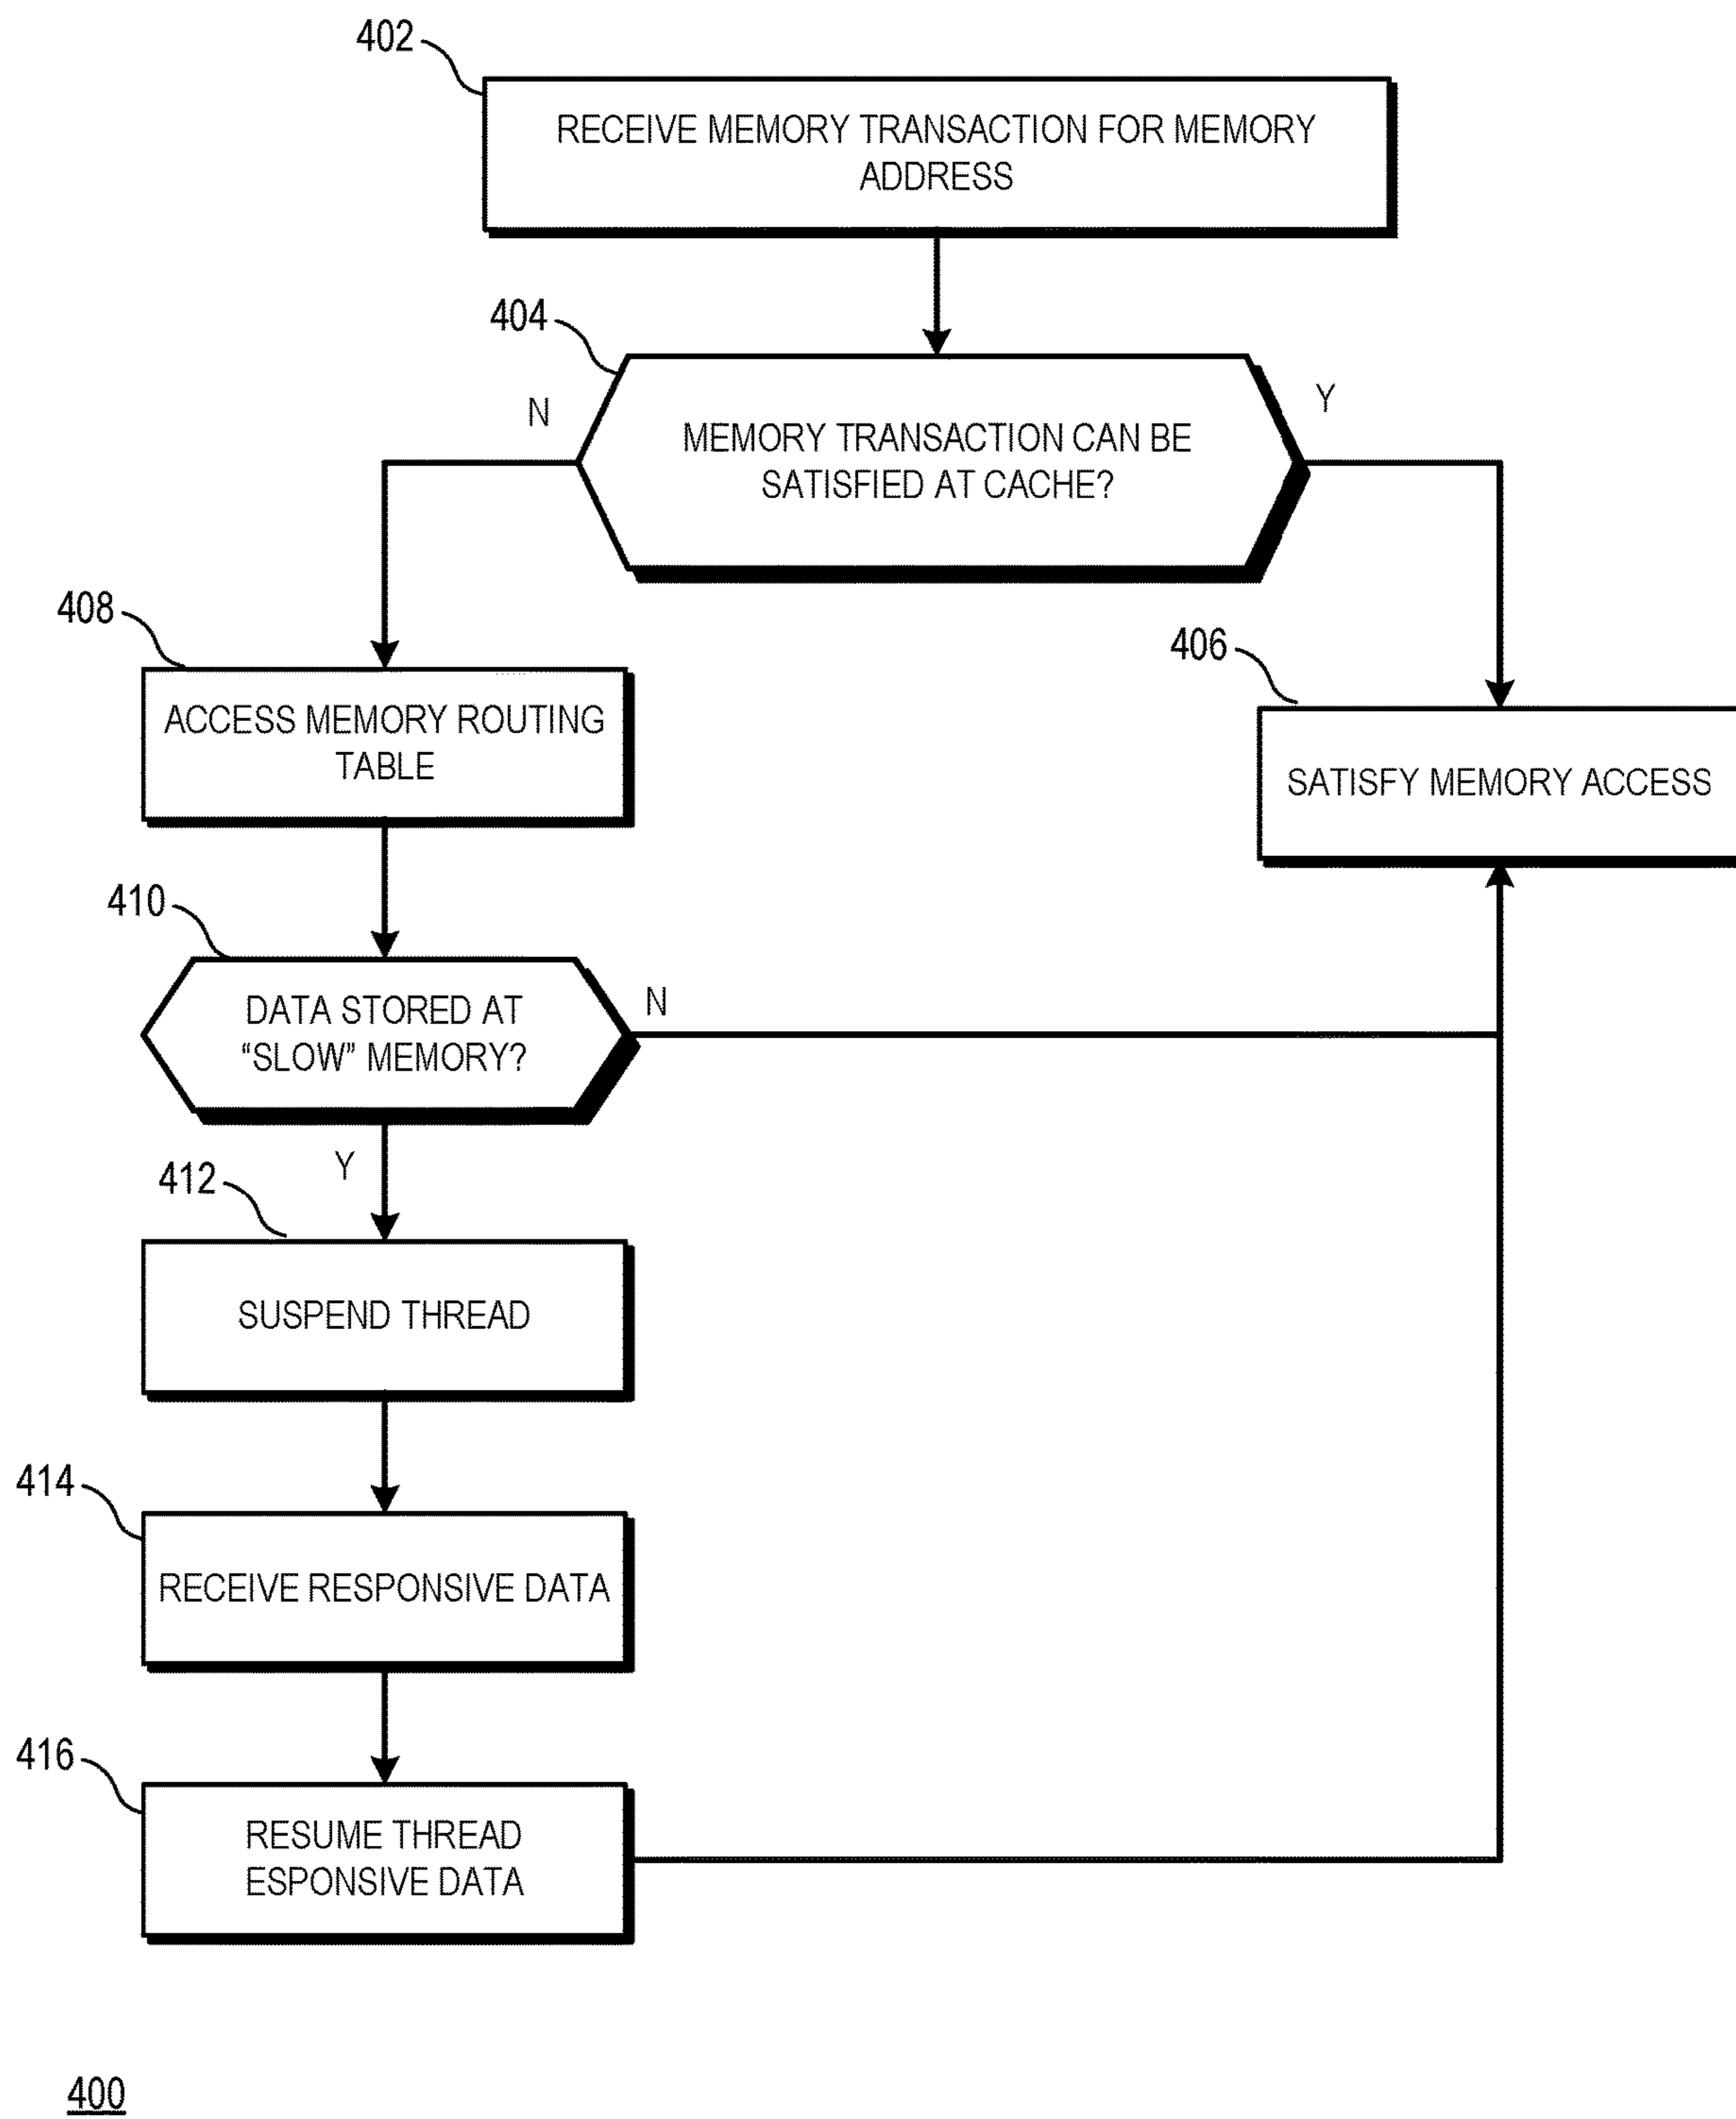 402
RECEIVE MEMORY TRANSACTION FOR MEMORY
ADDRESS
404
N
Y
MEMORY TRANSACTION CAN BE
SATISFIED AT CACHE?
408
406
ACCESS MEMORY ROUTING
TABLE
SATISFY MEMORY ACCESS
410
N
DATA STORED AT
“SLOW” MEMORY?
Y
412
SUSPEND THREAD
414
RECEIVE RESPONSIVE DATA
416
RESUME THREAD
ESPONSIVE DATA
400